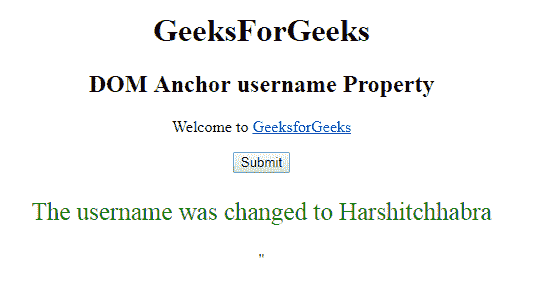 GeeksForGeeks
DOM Anchor username Property
Welcome to GeeksforGeeks
Submit
The username was changed to Harshitchhabra
"